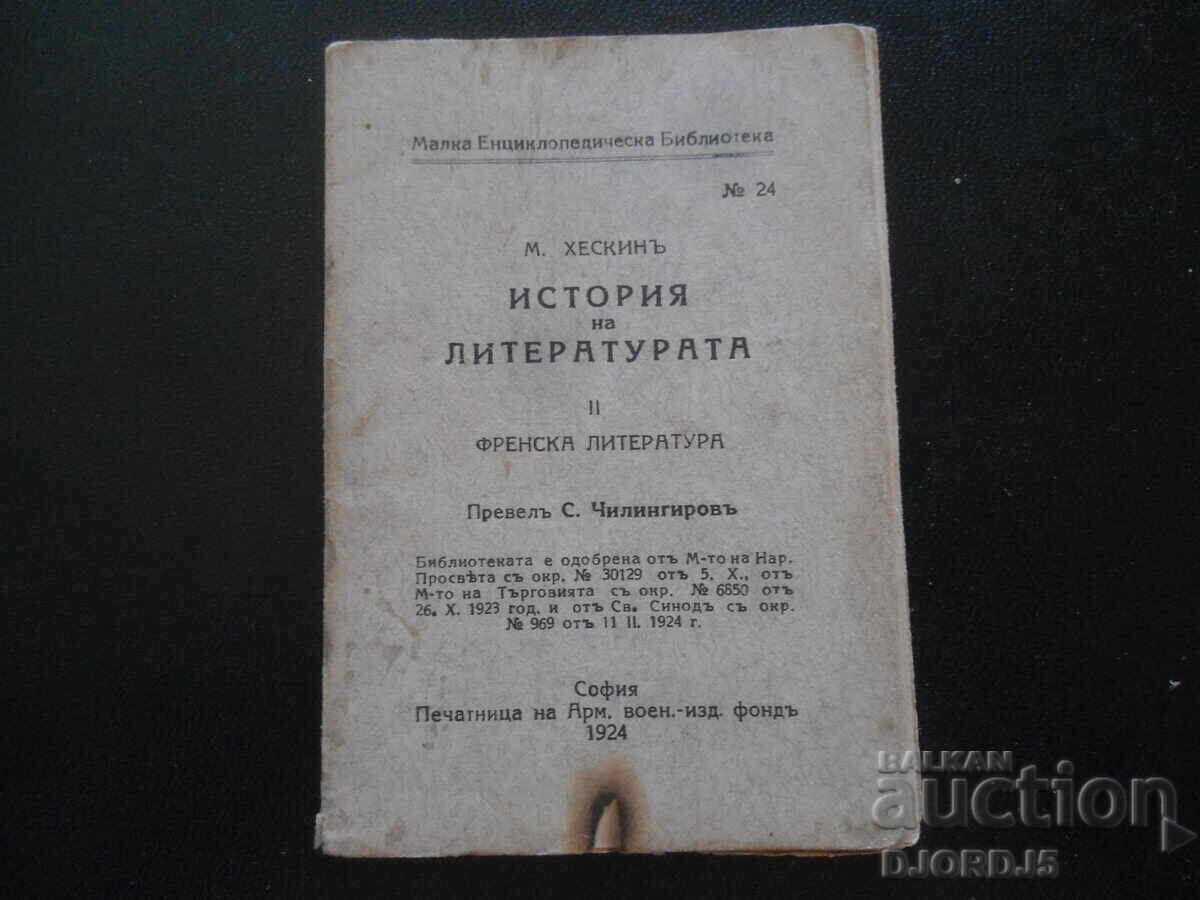 Малка Енциклопедическа Библиотека
№ 24
М. ХЕСКИНЪ
ИСТОРИЯ
на
ЛИТЕРАТУРАТА
II
ФРЕНСКА ЛИТЕРАТУРА
Превелъ С. Чилингировъ
Библиотеката е одобрена отъ М-то на Нар.
Просвѣта съ окр. № 30129 отъ 5. X., отъ
М-то на Търговията съ окр. № 6850 отъ
26. X. 1923 год. и отъ Св. Синодъ съ окр.
№ 969 отъ 11 II. 1924 г.
София
Печатница на Арм. воен.-изд. фондъ
1924
BALKAN
auction
DJORDJ5